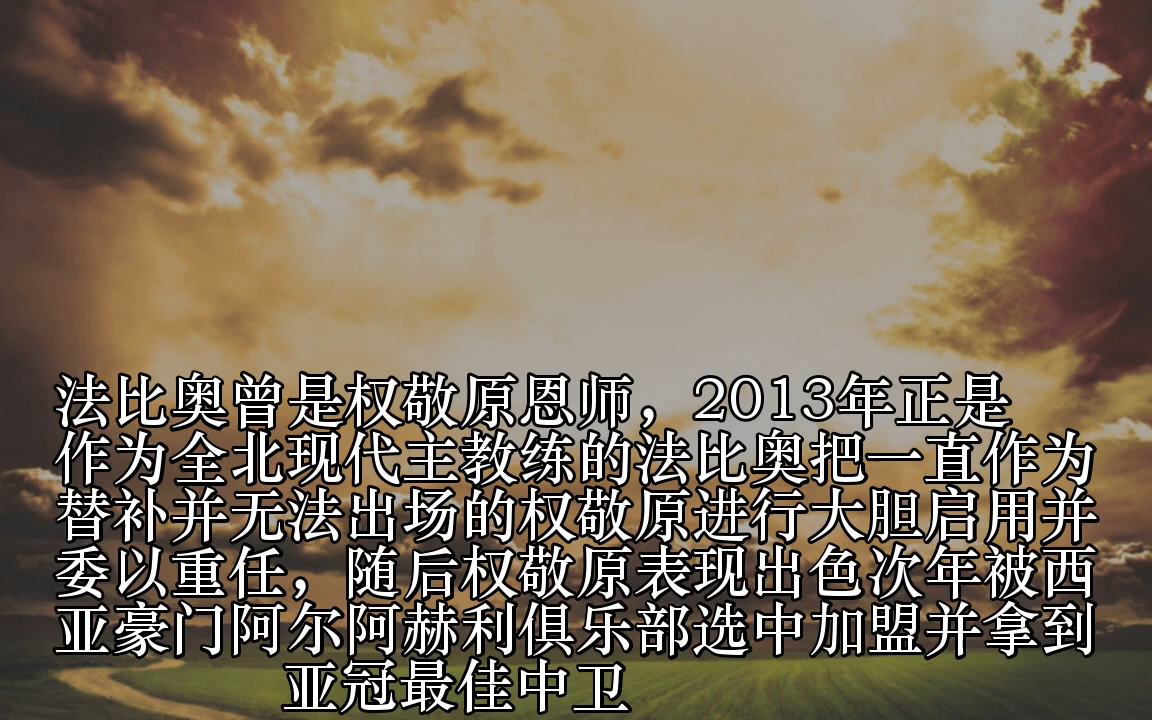 法比奥曾是权敬原恩师，2013年正是
作为全北现代主教练的法比奥把一直作为
替补并无法出场的权敬原进行大胆启用并
委以重任，随后权敬原表现出色次年被西
亚豪门阿尔阿赫利俱乐部选中加盟并拿到
亚冠最佳中卫